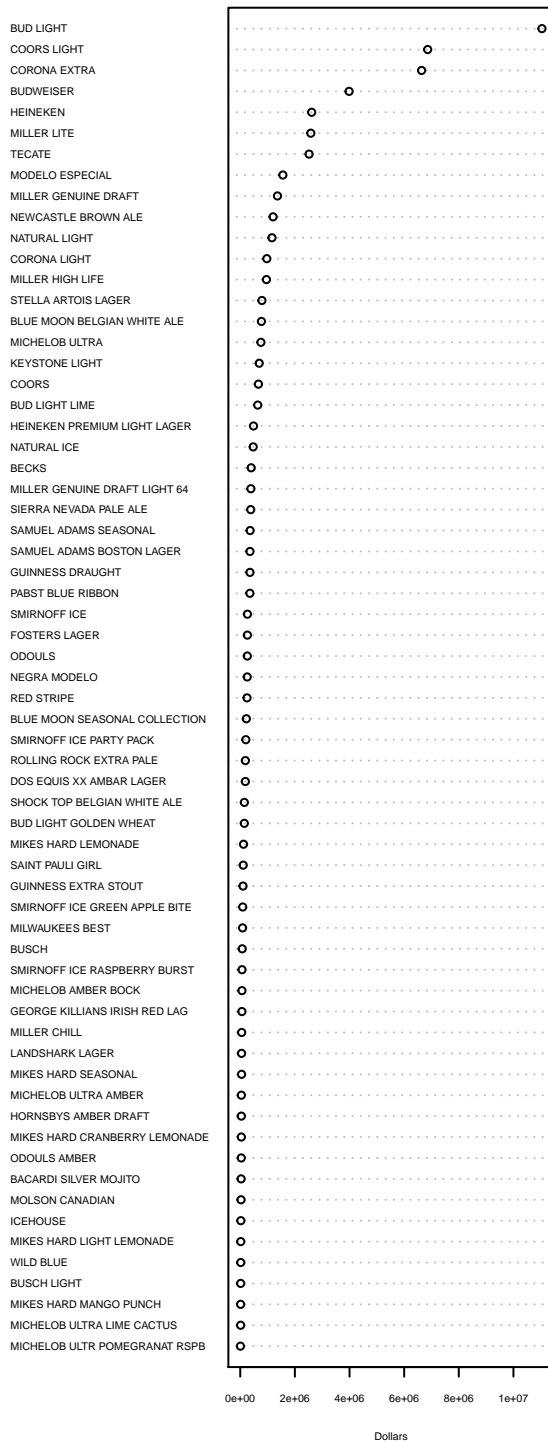 BUD LIGHT
COORS LIGHT
CORONA EXTRA
BUDWEISER
HEINEKEN
MILLER LITE
TECATE
MODELO ESPECIAL
MILLER GENUINE DRAFT
NEWCASTLE BROWN ALE
NATURAL LIGHT
CORONA LIGHT
MILLER HIGH LIFE
STELLA ARTOIS LAGER
BLUE MOON BELGIAN WHITE ALE
MICHELOB ULTRA
KEYSTONE LIGHT
COORS
BUD LIGHT LIME
HEINEKEN PREMIUM LIGHT LAGER
NATURAL ICE
BECKS
MILLER GENUINE DRAFT LIGHT 64
SIERRA NEVADA PALE ALE
SAMUEL ADAMS SEASONAL
SAMUEL ADAMS BOSTON LAGER
GUINNESS DRAUGHT
PABST BLUE RIBBON
SMIRNOFF ICE
FOSTERS LAGER
ODOULS
NEGRA MODELO
RED STRIPE
BLUE MOON SEASONAL COLLECTION
SMIRNOFF ICE PARTY PACK
ROLLING ROCK EXTRA PALE
DOS EQUIS XX AMBAR LAGER
SHOCK TOP BELGIAN WHITE ALE
BUD LIGHT GOLDEN WHEAT
MIKES HARD LEMONADE
SAINT PAULI GIRL
GUINNESS EXTRA STOUT
SMIRNOFF ICE GREEN APPLE BITE
MILWAUKEES BEST
BUSCH
SMIRNOFF ICE RASPBERRY BURST
MICHELOB AMBER BOCK
GEORGE KILLIANS IRISH RED LAG
MILLER CHILL
LANDSHARK LAGER
MIKES HARD SEASONAL
MICHELOB ULTRA AMBER
HORNSBYS AMBER DRAFT
MIKES HARD CRANBERRY LEMONADE
ODOULS AMBER
BACARDI SILVER MOJITO
MOLSON CANADIAN
ICEHOUSE
MIKES HARD LIGHT LEMONADE
WILD BLUE
BUSCH LIGHT
MIKES HARD MANGO PUNCH
MICHELOB ULTRA LIME CACTUS
MICHELOB ULTR POMEGRANAT RSPB
0e+00 2e+06 4e+06 6e+06 8e+06 1e+07
Dollars